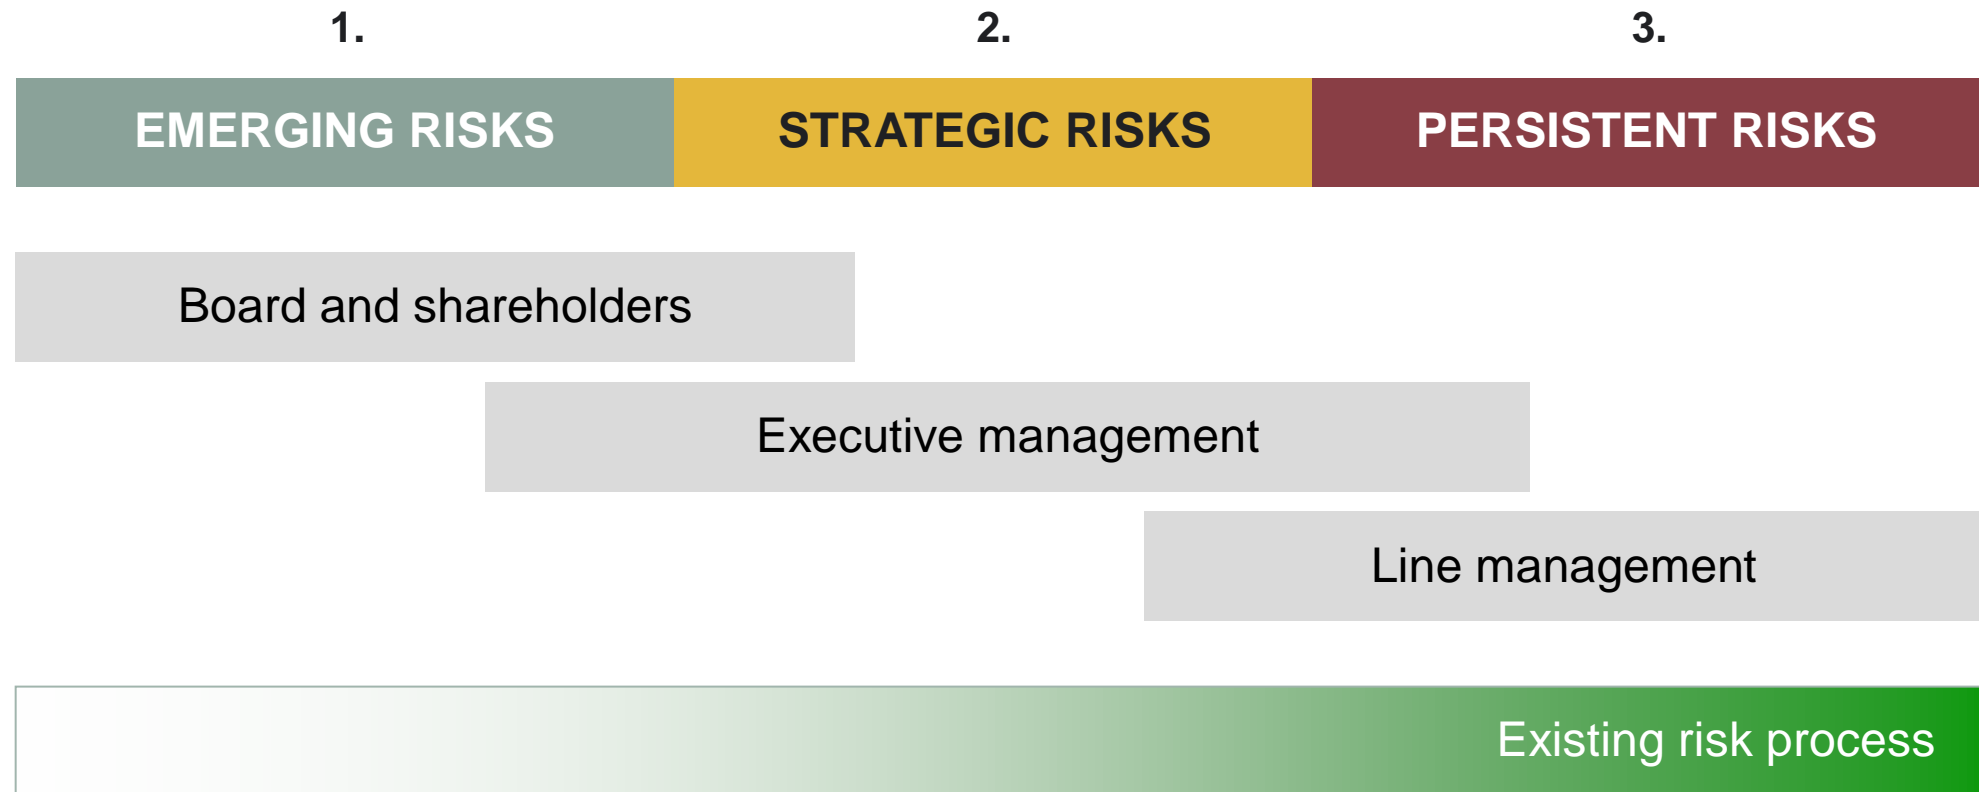 1.
2.
3.
EMERGING RISKS
STRATEGIC RISKS
PERSISTENT RISKS
Board and shareholders
Executive management
Line management
Existing risk process